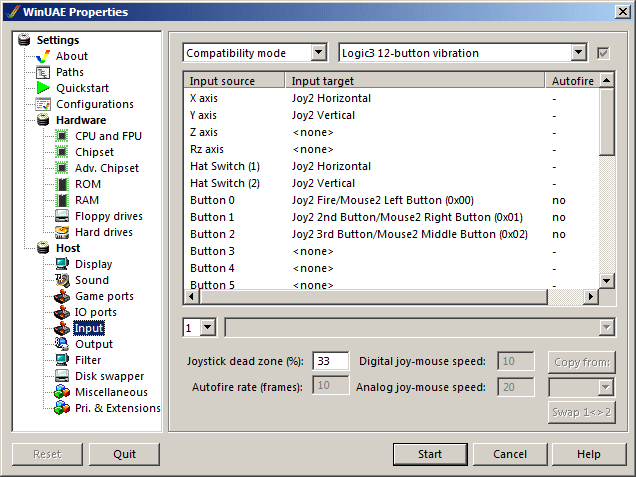 WinUAE Properties
Settings
About
Paths
Quickstart
Configurations
Hardware
CPU and FPU
Chipset
Adv. Chipset
ROM
RAM
Floppy drives
Hard drives
Host
Display
Sound
Game ports
IO ports
Input
Output
Filter
Disk swapper
Miscellaneous
Pri. & Extensions
Compatibility mode Logic3 12-button vibration
Input source Input target Autofire
X axis Joy2 Horizontal -
Y axis Joy2 Vertical -
Z axis <none> -
Rz axis <none> -
Hat Switch (1) Joy2 Horizontal -
Hat Switch (2) Joy2 Vertical -
Button 0 Joy2 Fire/Mouse2 Left Button (0x00) no
Button 1 Joy2 2nd Button/Mouse2 Right Button (0x01) no
Button 2 Joy2 3rd Button/Mouse2 Middle Button (0x02) no
Button 3 <none> -
Button 4 <none> -
Button 5 <none> -
1
Joystick dead zone (%): 33 Digital joy-mouse speed: 10 Copy from:
Autofire rate (frames): 10 Analog joy-mouse speed: 20
Swap 1<>2
Reset Quit Start Cancel Help